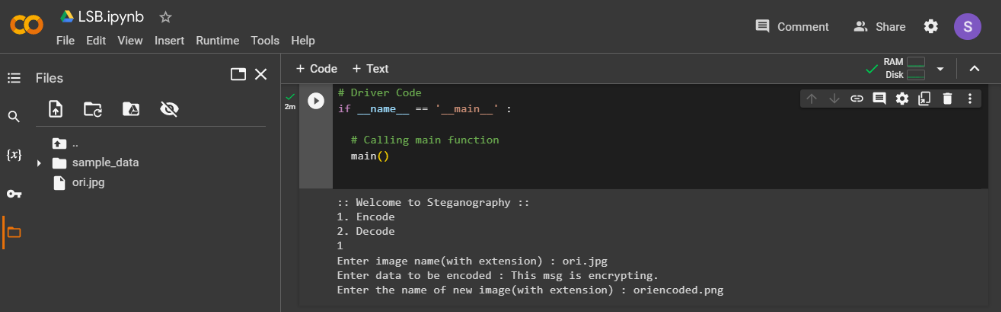 LSB.ipynb
File Edit View Insert Runtime Tools Help
Comment Share S
Files
+ Code + Text
RAM
Disk
..
sample_data
ori.jpg
{x}
2m
# Driver Code
if __name__ == '__main__' :
# Calling main function
main()
:: Welcome to Steganography ::
1. Encode
2. Decode
1
Enter image name(with extension) : ori.jpg
Enter data to be encoded : This msg is encrypting.
Enter the name of new image(with extension) : oriencoded.png